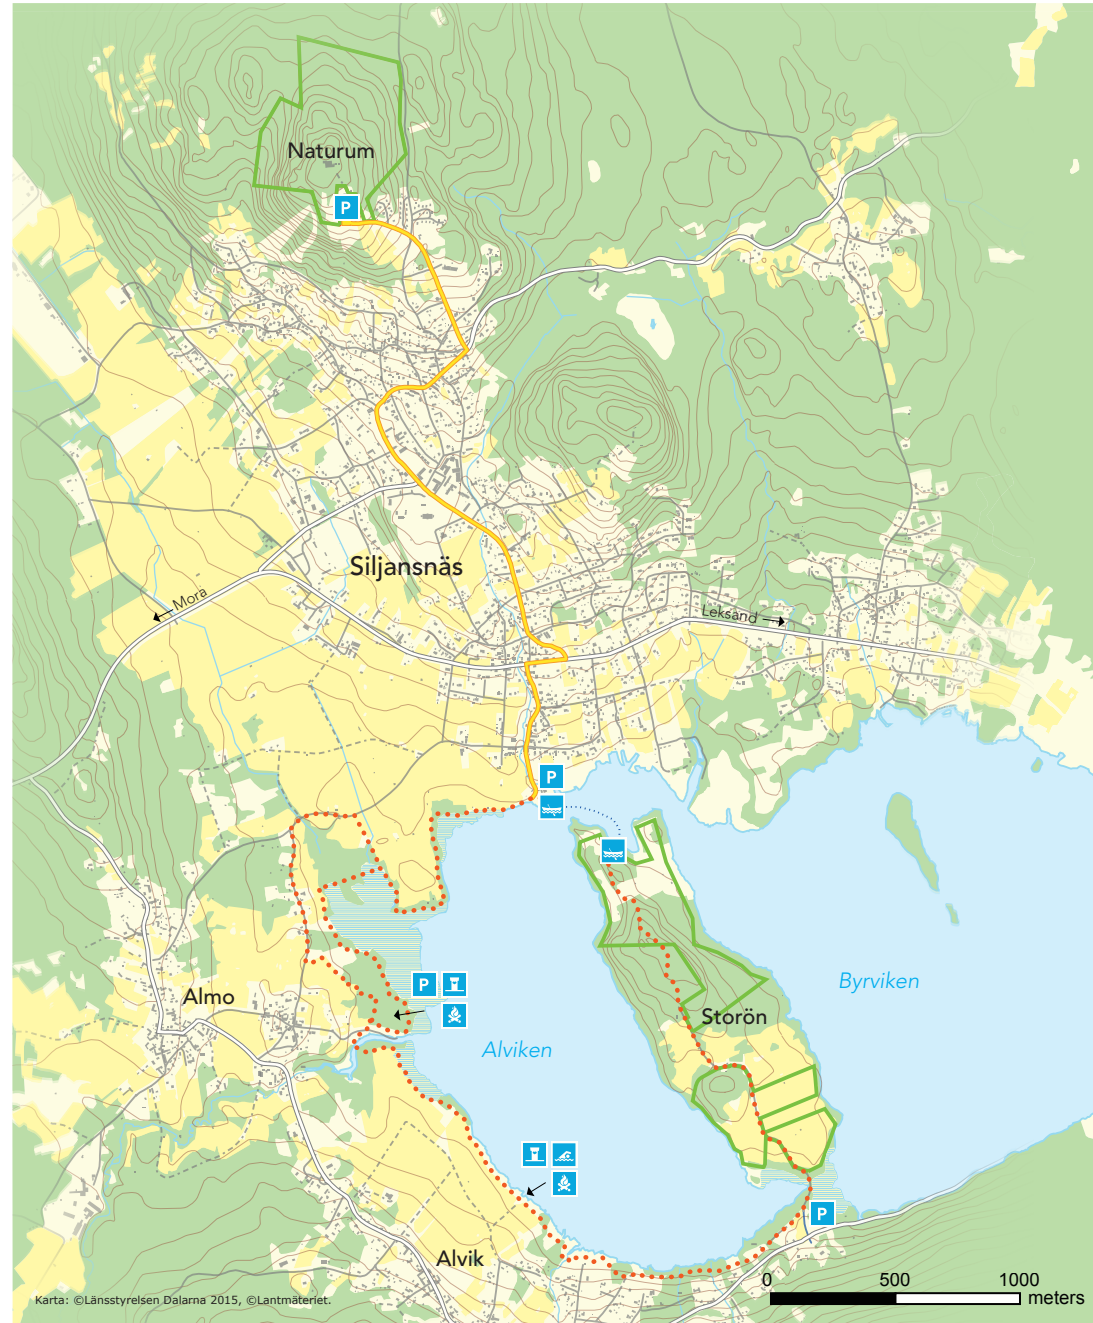 Naturum
P
Siljansnäs
Mora
Leksand
P
P
Almo
Byrviken
Storön
Alviken
P
Alvik
0 500 1000
meters
Karta: ©Länsstyrelsen Dalarna 2015, ©Lantmäteriet.